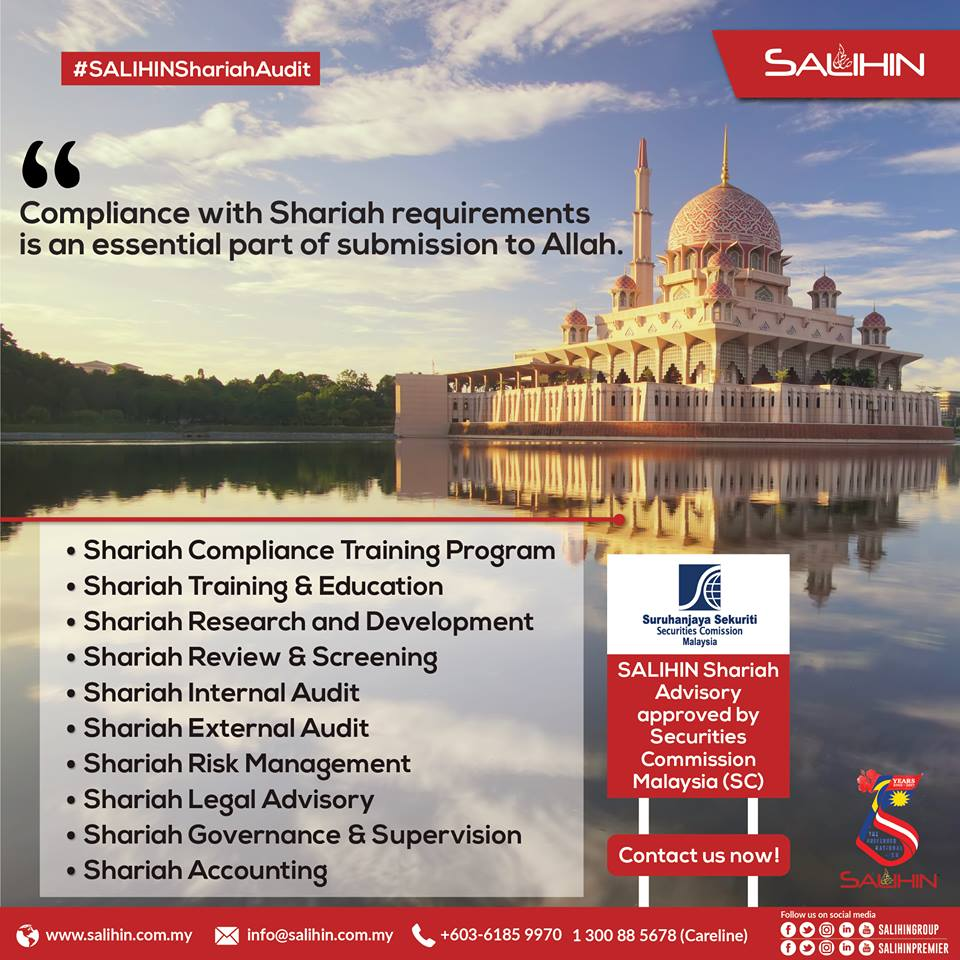 #SALIHINShariahAudit
SALIHIN
“
Compliance with Shariah requirements
is an essential part of submission to Allah.
• Shariah Compliance Training Program
• Shariah Training & Education
• Shariah Research and Development
• Shariah Review & Screening
• Shariah Internal Audit
• Shariah External Audit
• Shariah Risk Management
• Shariah Legal Advisory
• Shariah Governance & Supervision
• Shariah Accounting
Suruhanjaya Sekuriti
Securities Comission
Malaysia
SALIHIN Shariah
Advisory
approved by
Securities
Commission
Malaysia (SC)
Contact us now!
YEARS
THE
PREFERRED
NATIONAL
SALIHIN
www.salihin.com.my info@salihin.com.my +603-6185 9970 1 300 88 5678 (Careline)
Follow us on social media
SALIHINGROUP
SALIHINPREMIER